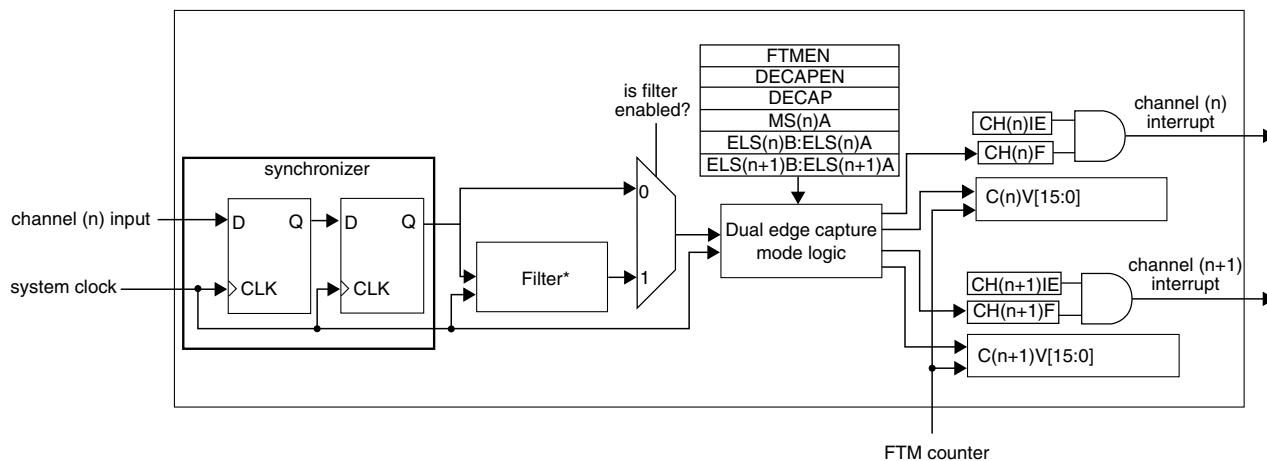 FTMEN
DECAPEN
DECAP
MS(n)A
ELS(n)B:ELS(n)A
ELS(n+1)B:ELS(n+1)A
is filter
enabled?
synchronizer
channel (n) input
D Q D Q
CLK CLK
system clock
0
1
Filter*
Dual edge capture
mode logic
CH(n)IE
CH(n)F
channel (n)
interrupt
C(n)V[15:0]
CH(n+1)IE
CH(n+1)F
channel (n+1)
interrupt
C(n+1)V[15:0]
FTM counter